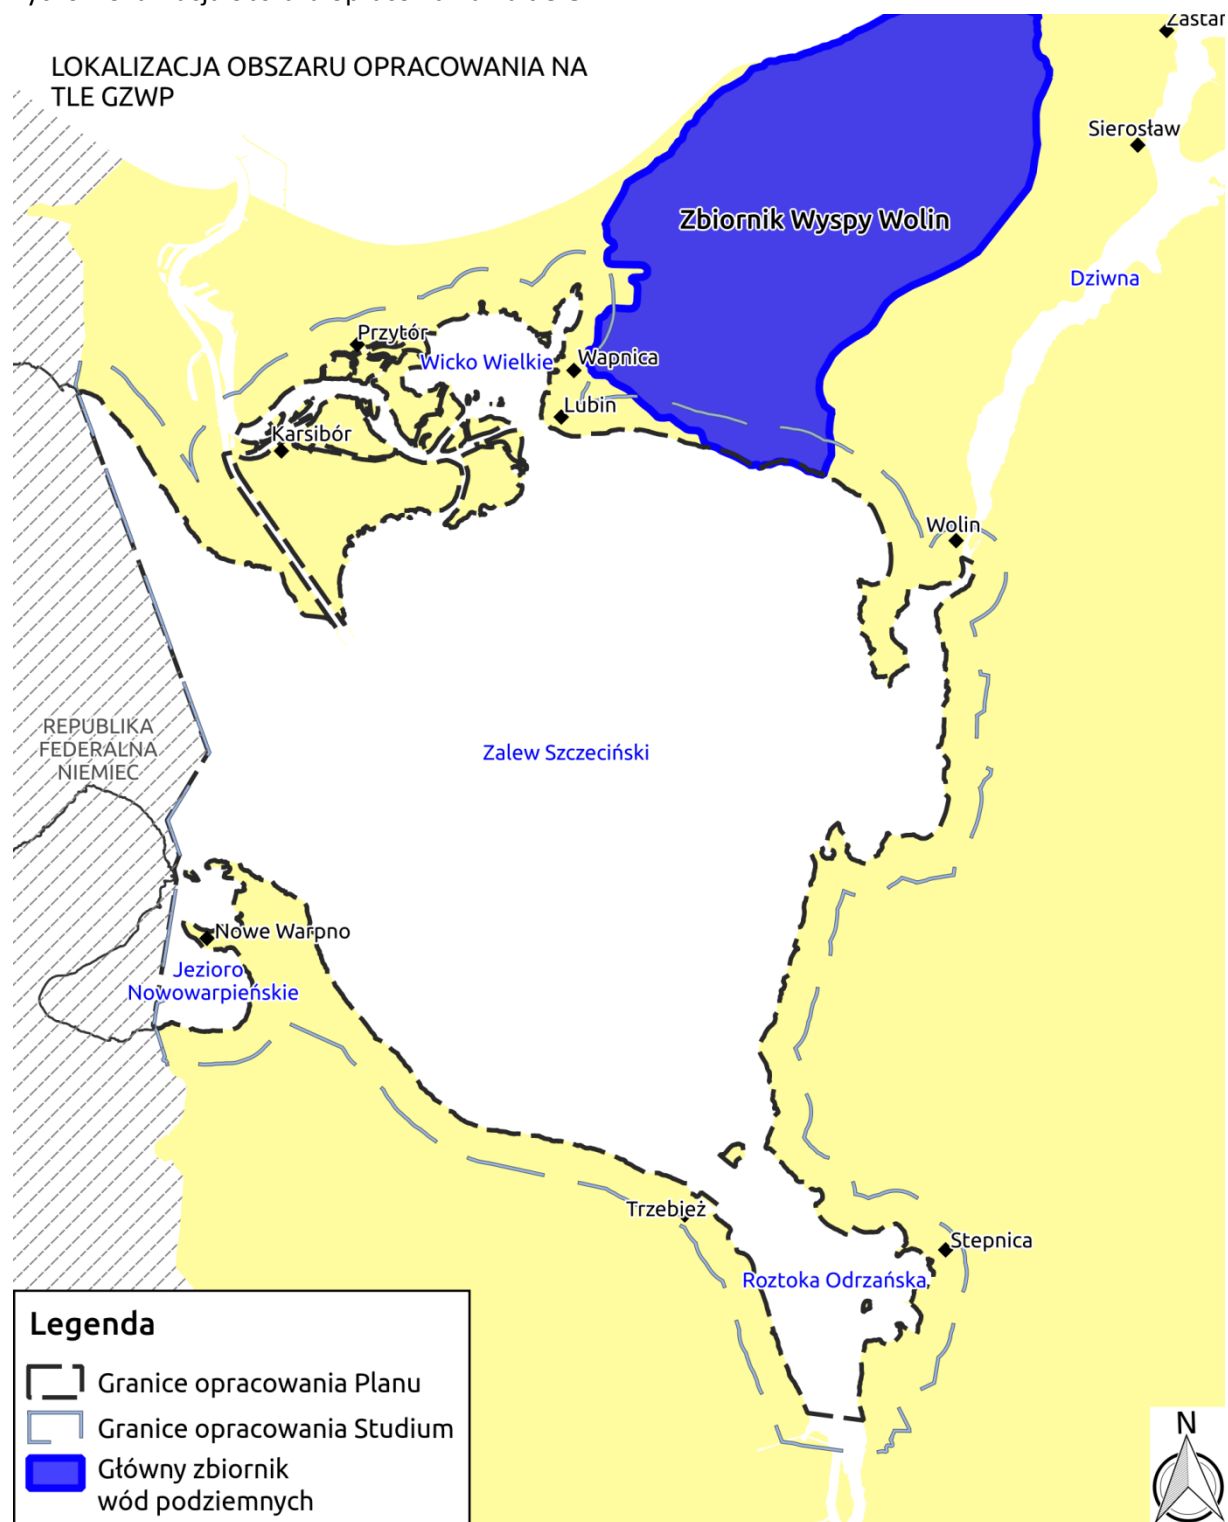 LOKALIZACJA OBSZARU OPRACOWANIA NA
TLE GZWP
Zastań
Sierosław
Zbiornik Wyspy Wolin
Dziwna
Przytór
Wicko Wielkie
Wapnica
Lubin
Karsibór
Wolin
REPUBLIKA
FEDERALNA
NIEMIEC
Zalew Szczeciński
Nowe Warpno
Jezioro
Nowowarpieńskie
Trzebież
Stepnica
Roztoka Odrzańska
Legenda
Granice opracowania Planu
Granice opracowania Studium
Główny zbiornik
wód podziemnych
N